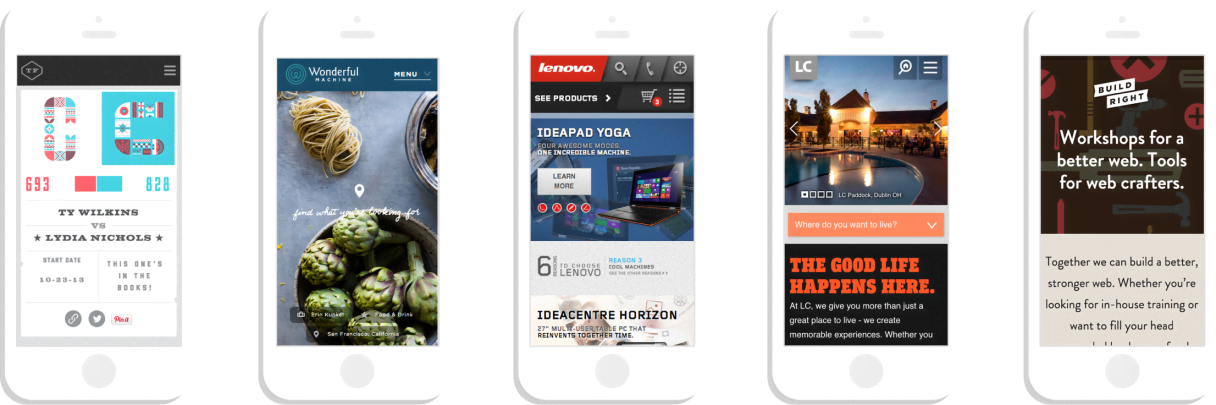 TF
693
828
TY WILKINS
VS
★ LYDIA NICHOLS ★
START DATE
10-23-13
THIS ONE'S
IN THE
BOOKS!
Pin it
Wonderful
MACHINE
MENU
find what you're looking for
Erin Kunkel
Food & Drink
San Francisco, California
lenovo.
SEE PRODUCTS
3
IDEAPAD YOGA
FOUR AWESOME MODES.
ONE INCREDIBLE MACHINE.
LEARN
MORE
6
REASONS
TO CHOOSE
LENOVO
REASON 3
COOL MACHINES
SEE THE OTHER REASONS
IDEACENTRE HORIZON
27" MULTI-USER TABLE PC THAT
REINVENTS TOGETHER TIME.
LC
LC Paddock, Dublin OH
Where do you want to live?
THE GOOD LIFE
HAPPENS HERE.
At LC, we give you more than just a
great place to live - we create
memorable experiences. Whether you
BUILD
RIGHT
Workshops for a
better web. Tools
for web crafters.
Together we can build a better,
stronger web. Whether you're
looking for in-house training or
want to fill your head